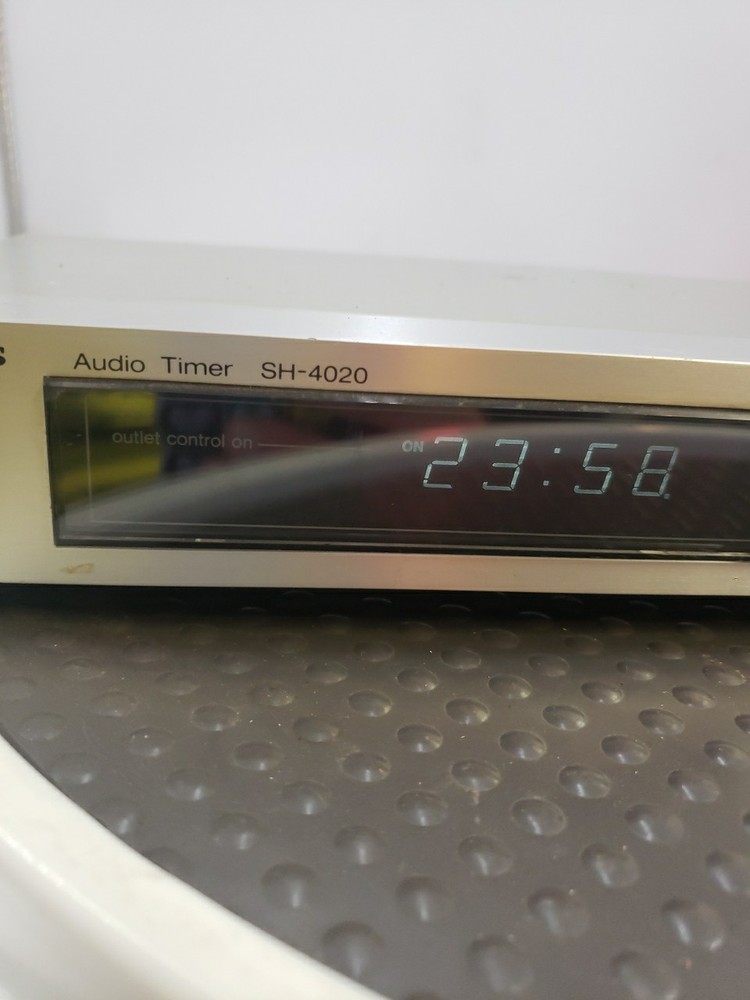 s Audio Timer SH-4020
outlet control on ON 23:58